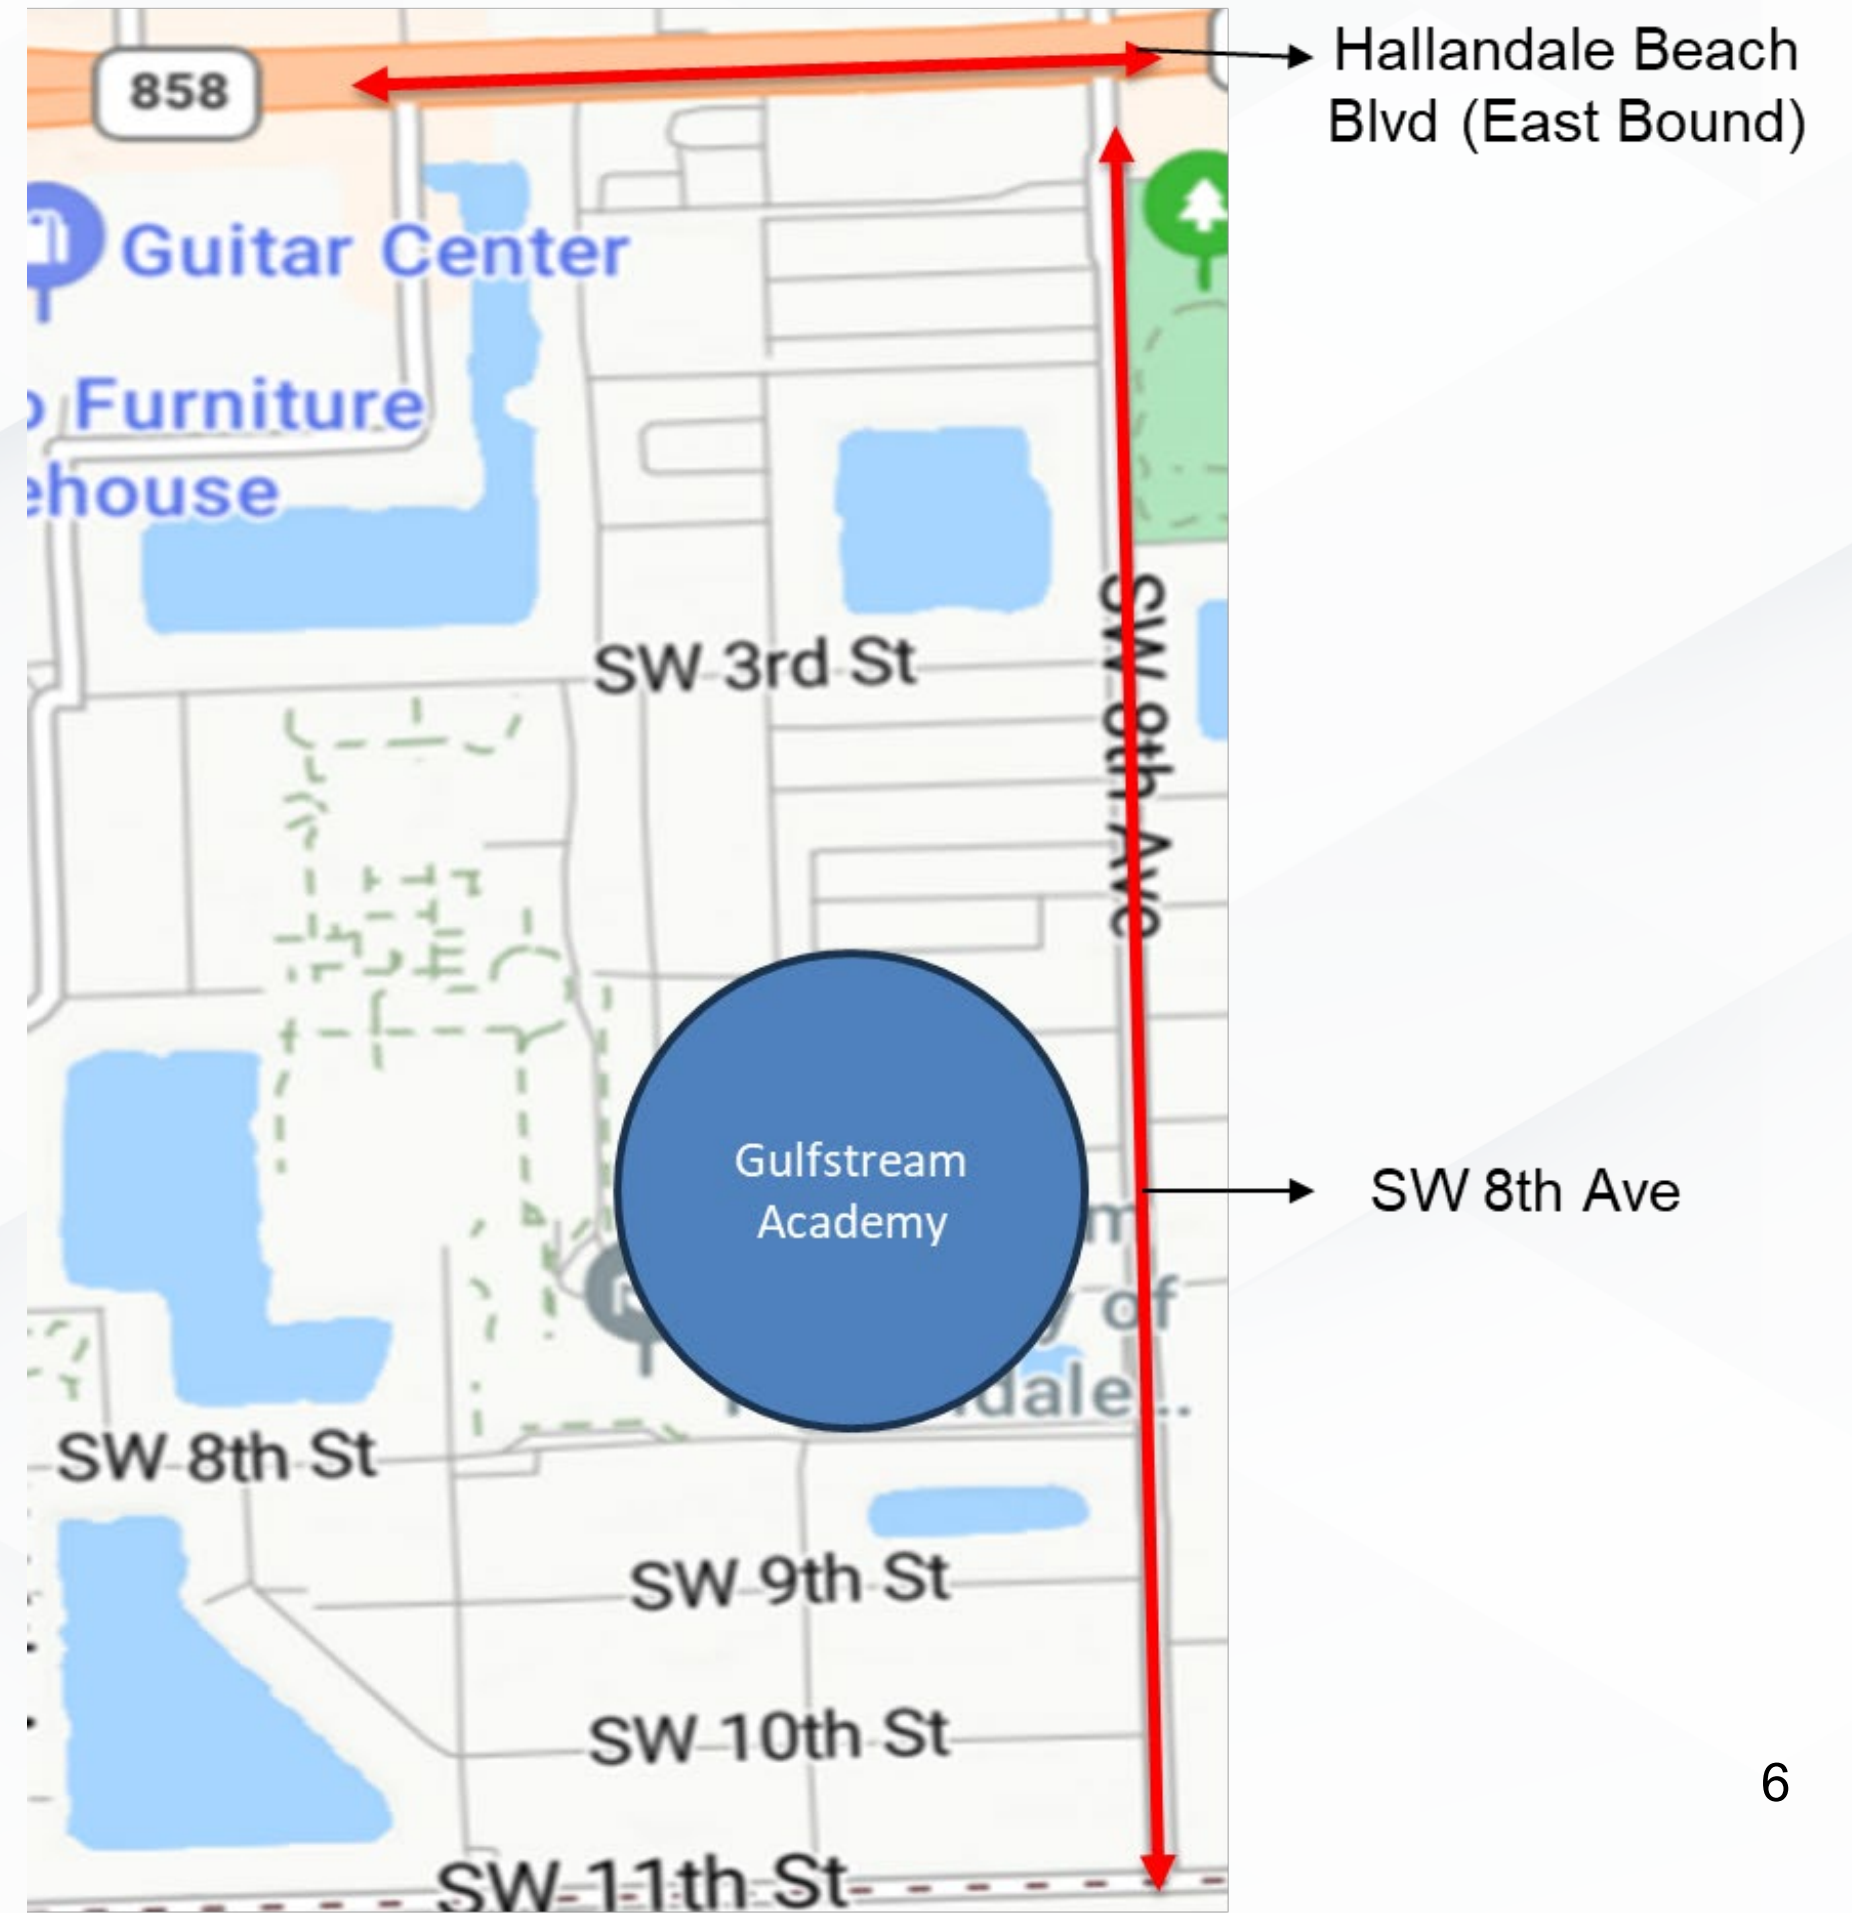 Hallandale Beach
Blvd (East Bound)
858
Guitar Center
Furniture
ehouse
SW 3rd St
SW 8th Ave
Gulfstream
Academy
SW 8th Ave
m
y of
dale...
SW 8th St
SW 9th St
SW 10th St
6
SW 11th St